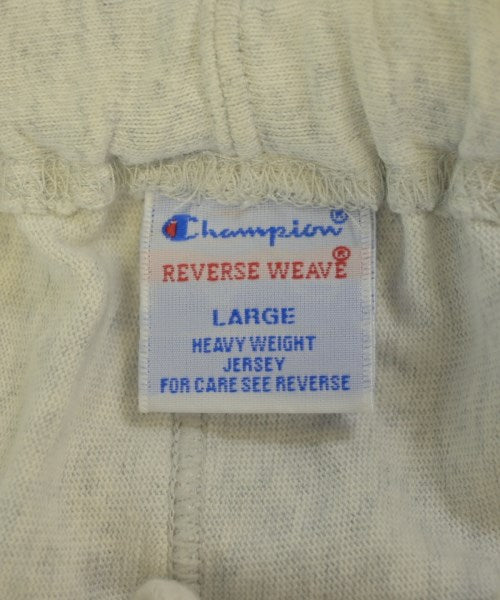 Champion®
REVERSE WEAVE®
LARGE
HEAVY WEIGHT
JERSEY
FOR CARE SEE REVERSE